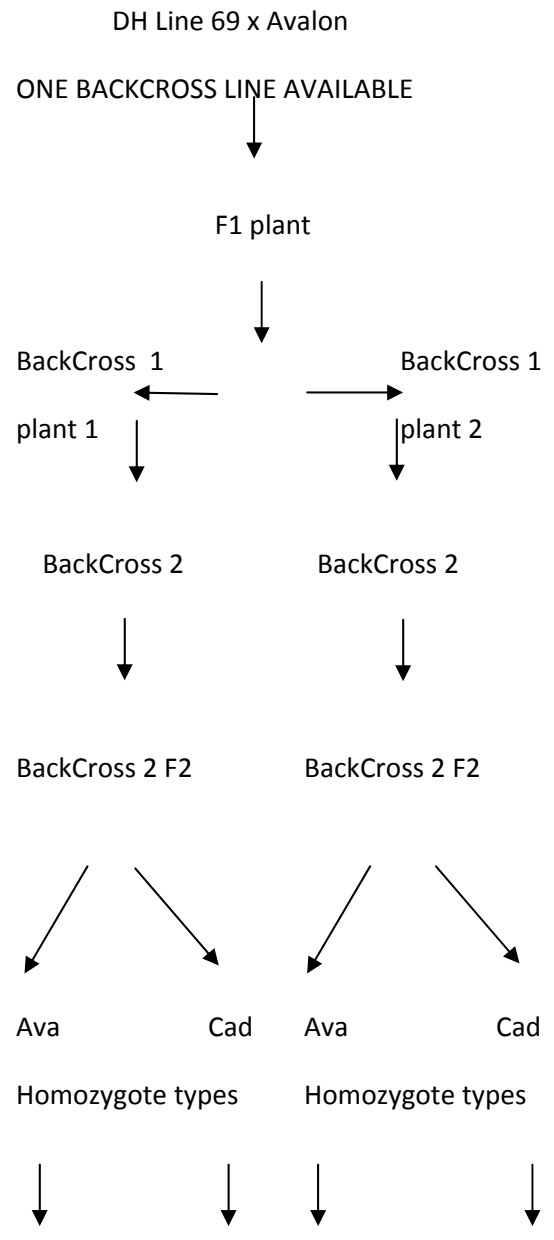 DH Line 69 x Avalon
ONE BACKCROSS LINE AVAILABLE
F1 plant
BackCross 1 BackCross 1
plant 1 plant 2
BackCross 2 BackCross 2
BackCross 2 F2 BackCross 2 F2
Ava Cad Ava Cad
Homozygote types Homozygote types